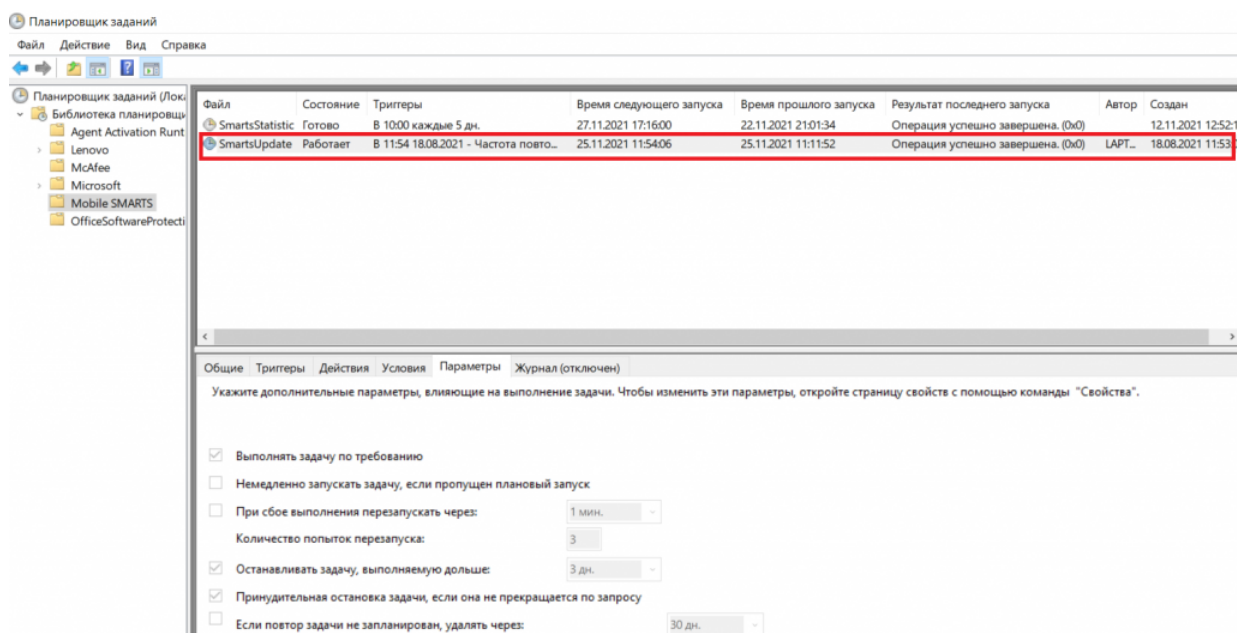 Планировщик заданий
Файл Действие Вид Справка
Планировщик заданий (Лока
Библиотека планировщи
Agent Activation Runt
Lenovo
McAfee
Microsoft
Mobile SMARTS
OfficeSoftwareProtecti
Файл Состояние Триггеры Время следующего запуска Время прошлого запуска Результат последнего запуска Автор Создан
SmartsStatistic Готово В 10:00 каждые 5 дн. 27.11.2021 17:16:00 22.11.2021 21:01:34 Операция успешно завершена. (0x0) 12.11.2021 12:52:1
SmartsUpdate Работает В 11:54 18.08.2021 - Частота повто... 25.11.2021 11:54:06 25.11.2021 11:11:52 Операция успешно завершена. (0x0) LAPT... 18.08.2021 11:53:
Общие Триггеры Действия Условия Параметры Журнал (отключен)
Укажите дополнительные параметры, влияющие на выполнение задачи. Чтобы изменить эти параметры, откройте страницу свойств с помощью команды "Свойства".
Выполнять задачу по требованию
Немедленно запускать задачу, если пропущен плановый запуск
При сбое выполнения перезапускать через: 1 мин.
Количество попыток перезапуска: 3
Останавливать задачу, выполняемую дольше: 3 дн.
Принудительная остановка задачи, если она не прекращается по запросу
Если повтор задачи не запланирован, удалять через: 30 дн.